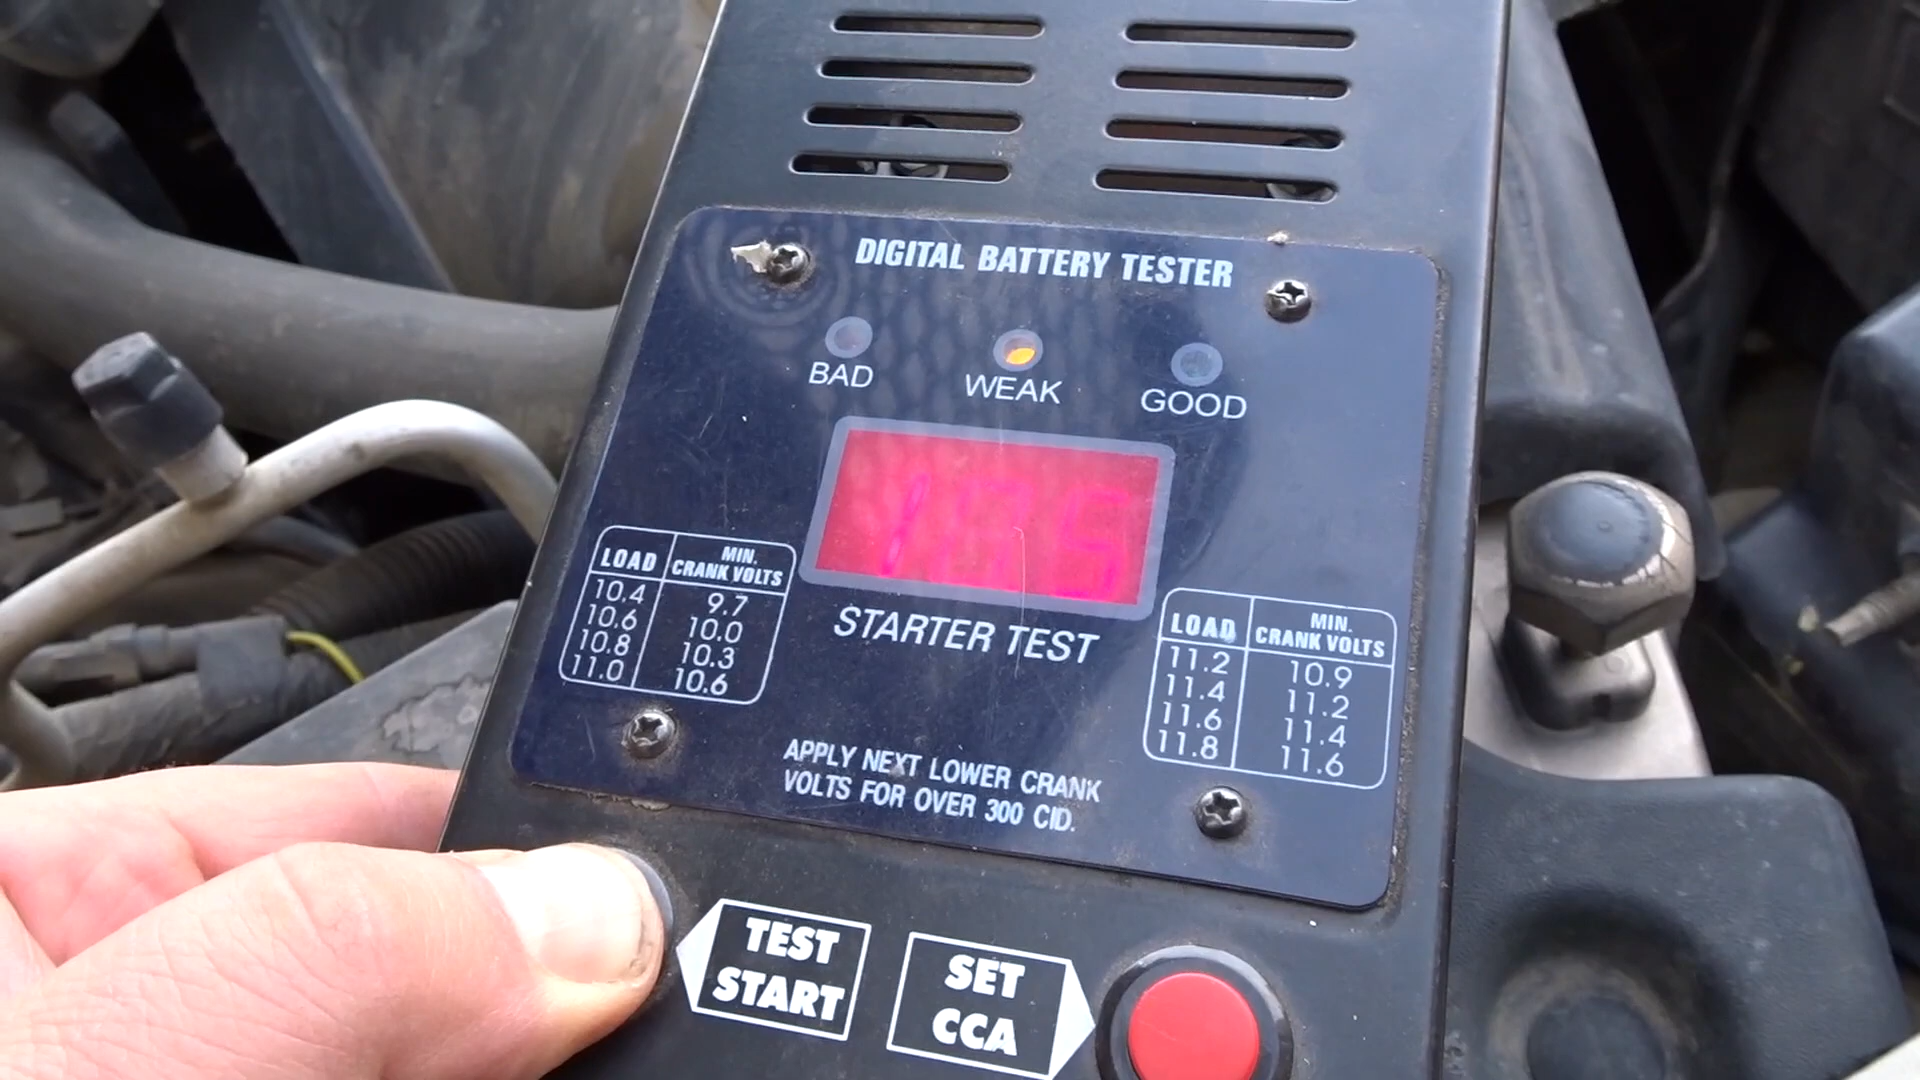 DIGITAL BATTERY TESTER
BAD
WEAK
GOOD
STARTER TEST
LOAD MIN. CRANK VOLTS
10.4 9.7
10.6 10.0
10.8 10.3
11.0 10.6
LOAD MIN. CRANK VOLTS
11.2 10.9
11.4 11.2
11.6 11.4
11.8 11.6
APPLY NEXT LOWER CRANK
VOLTS FOR OVER 300 CID.
TEST
START
SET
CCA